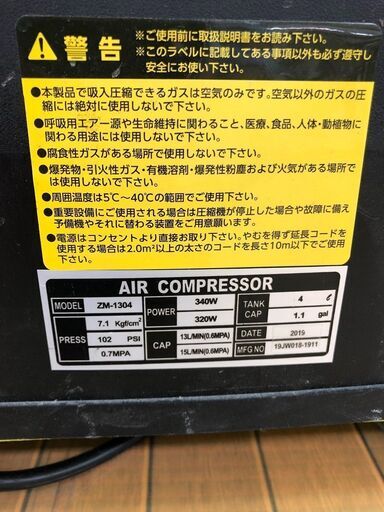 警告
※ご使用前に取扱説明書をお読み下さい。
※このラベルに記載してある事項以外も必ず遵守し
安全にお使い下さい。
●本製品で吸入圧縮できるガスは空気のみです。空気以外のガスの圧
縮には絶対に使用しないで下さい。
●呼吸用エアー源や生命維持に関わること、医療、食品、人体・動植物に
関わる用途には使用しないで下さい。
●腐食性ガスがある場所で使用しないで下さい。
●爆発物・引火性ガス・有機溶剤・爆発性粉塵および火気がある場所で
使用しないで下さい。
●周囲温度は5℃～40℃の範囲でご使用下さい。
●重要設備にご使用される場合は圧縮機が停止した場合や故障に備え
予備機やそれに替わる装置をご用意願います。
●電源はコンセントより直接お取り下さい。やむを得ず延長コードを
使用する場合は2.0m²以上の太さのコードを長さ10m以下でご使用
下さい。
AIR COMPRESSOR
MODEL ZM-1304 POWER 340W TANK CAP 4 ℓ
PRESS 7.1 Kgf/cm² 320W 1.1 gal
102 PSI CAP 13L/MIN(0.6MPA) DATE 2019
0.7MPA 15L/MIN(0.6MPA) MFG NO 19JW018-1911